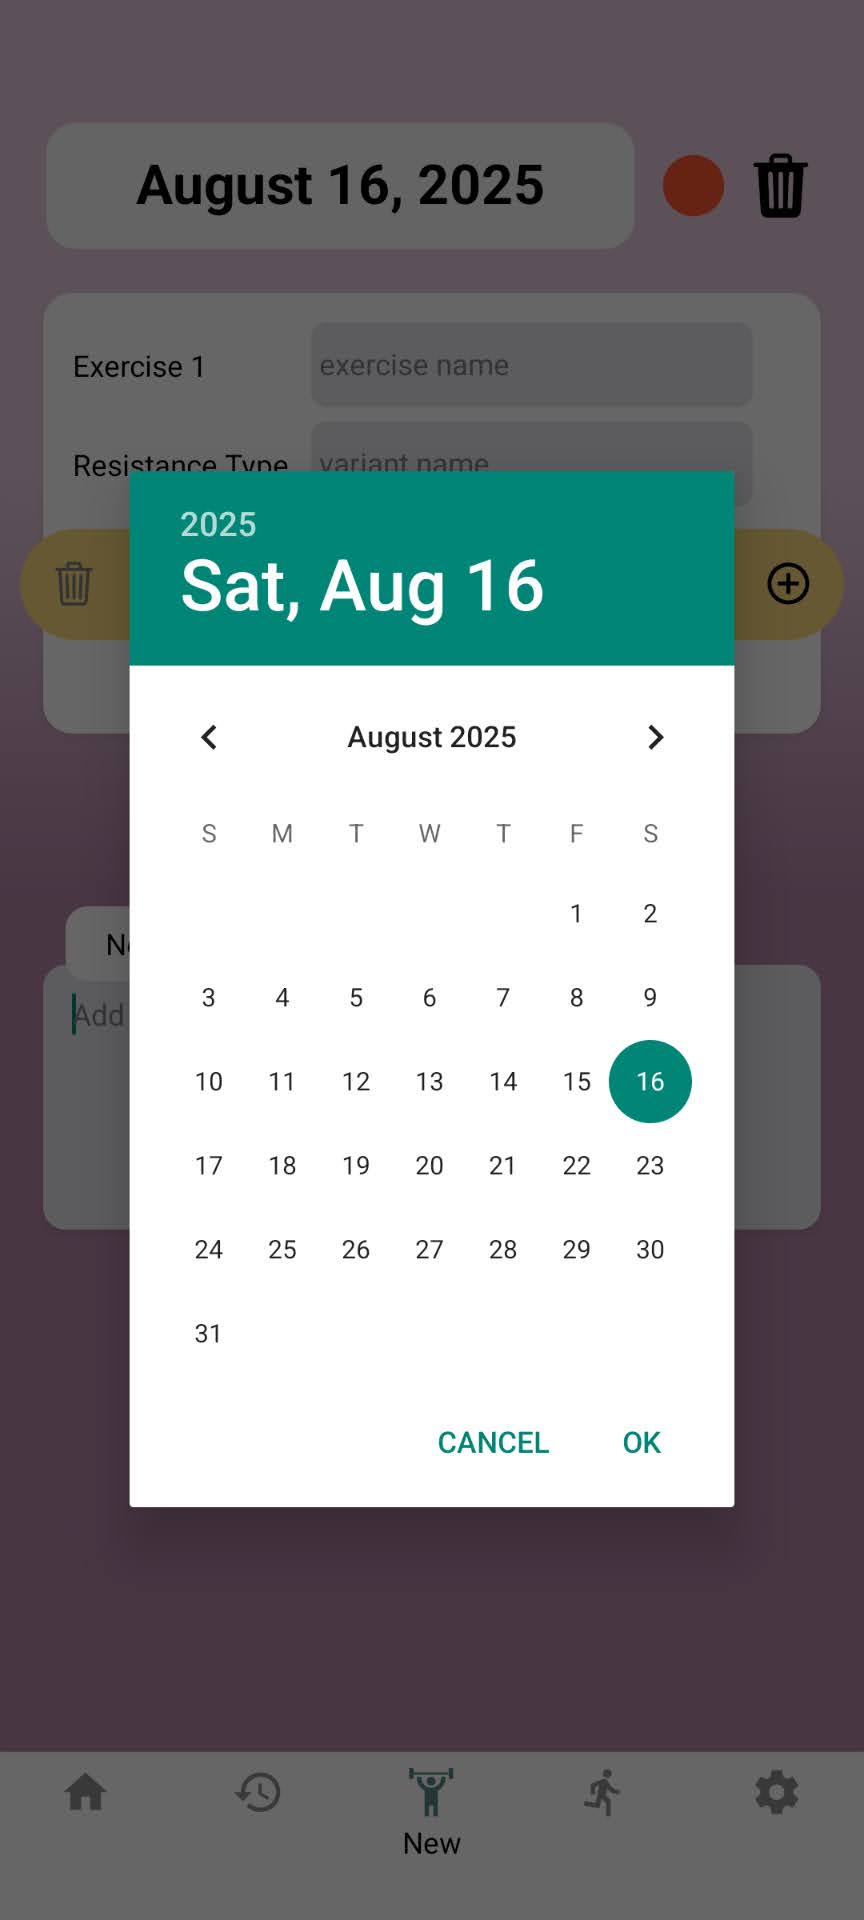 August 16, 2025
Exercise 1 exercise name
Resistance Type variant name
2025
Sat, Aug 16
August 2025
S M T W T F S
1 2
3 4 5 6 7 8 9
10 11 12 13 14 15 16
17 18 19 20 21 22 23
24 25 26 27 28 29 30
31
Add
CANCEL OK
New